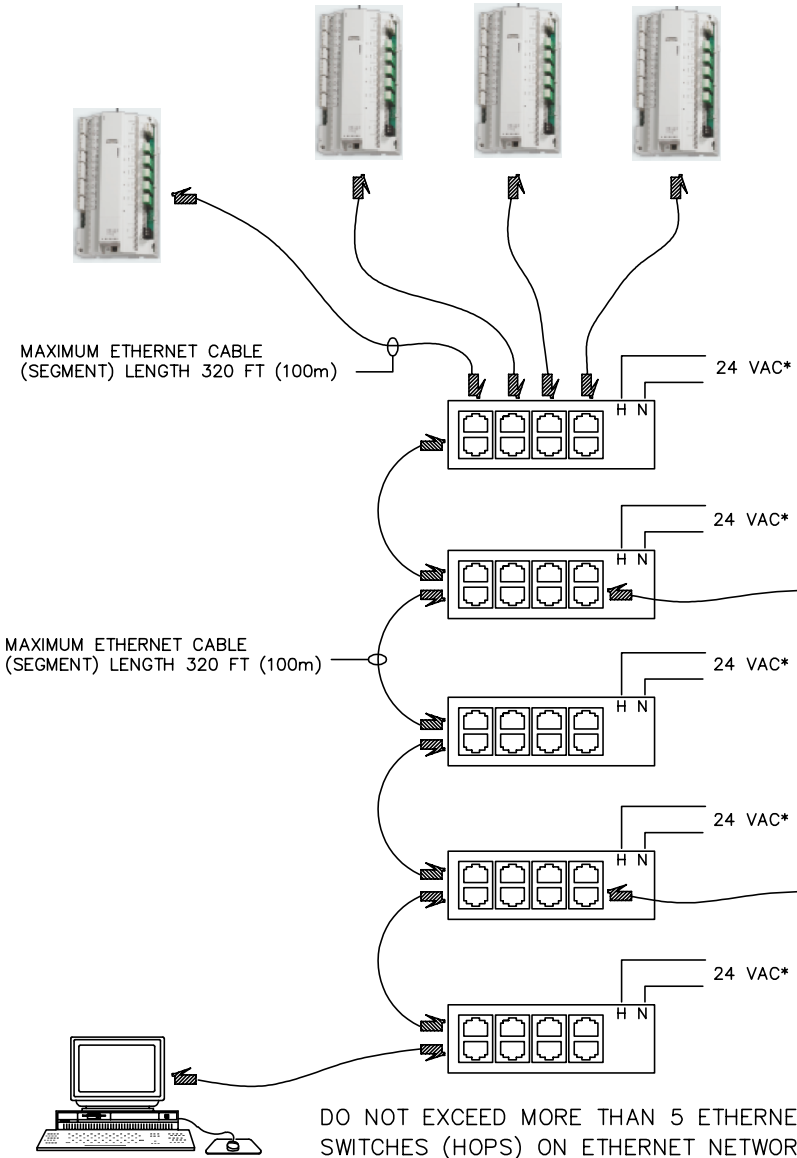 MAXIMUM ETHERNET CABLE
(SEGMENT) LENGTH 320 FT (100m)
24 VAC*
H N
24 VAC*
H N
MAXIMUM ETHERNET CABLE
(SEGMENT) LENGTH 320 FT (100m)
24 VAC*
H N
24 VAC*
H N
24 VAC*
H N
DO NOT EXCEED MORE THAN 5 ETHERNE
SWITCHES (HOPS) ON ETHERNET NETWOR